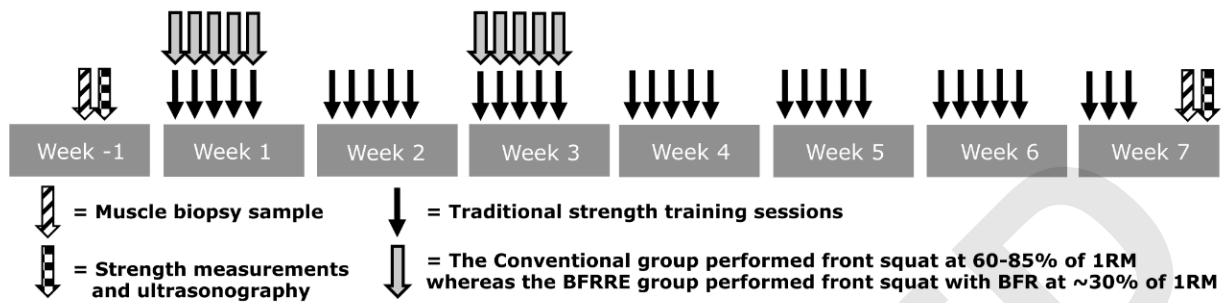 Week -1
Week 1
Week 2
Week 3
Week 4
Week 5
Week 6
Week 7
= Muscle biopsy sample
= Traditional strength training sessions
= Strength measurements
and ultrasonography
= The Conventional group performed front squat at 60-85% of 1RM
whereas the BFRRE group performed front squat with BFR at ~30% of 1RM